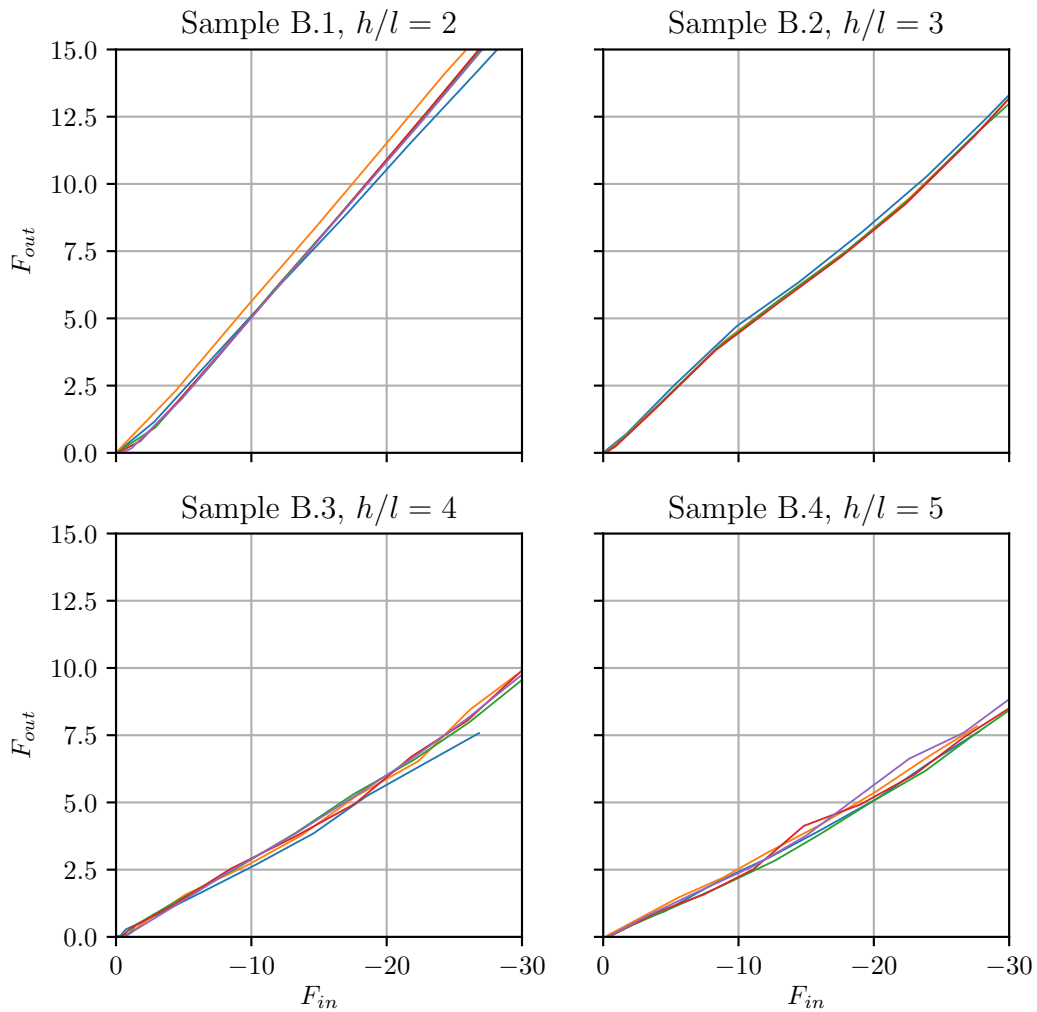 Sample B.1, h/l = 2
Sample B.2, h/l = 3
15.0
12.5
10.0
7.5
5.0
2.5
0.0
F_out
Sample B.3, h/l = 4
Sample B.4, h/l = 5
15.0
12.5
10.0
7.5
5.0
2.5
0.0
F_out
0 −10 −20 −30
0 −10 −20 −30
F_in
F_in